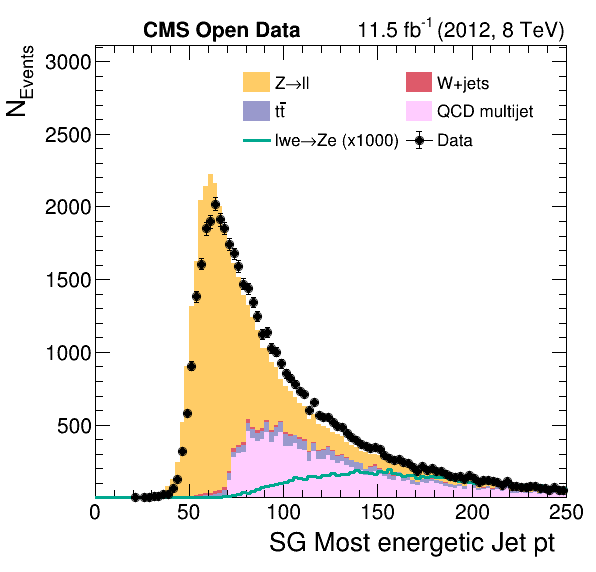 CMS Open Data 11.5 fb⁻¹ (2012, 8 TeV)
N_Events
3000
2500
2000
1500
1000
500
Z→ll
W+jets
tt̄
QCD multijet
lwe→Ze (x1000)
Data
0 50 100 150 200 250
SG Most energetic Jet pt